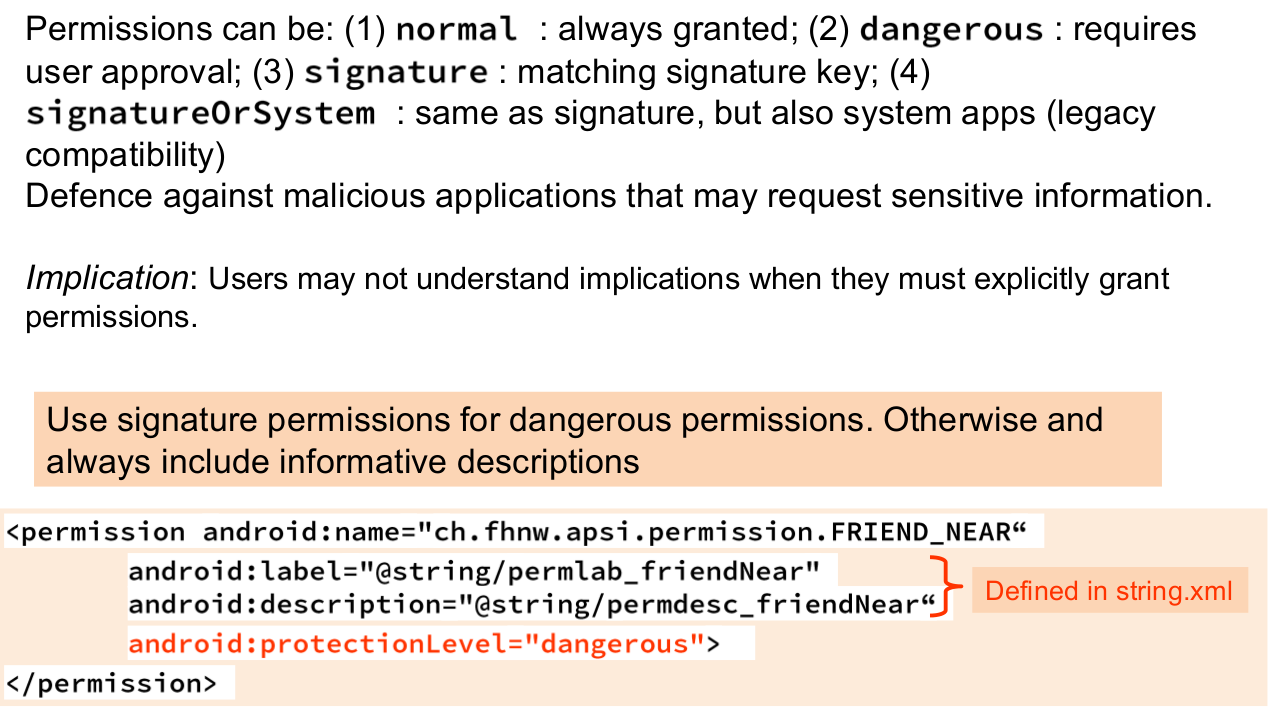 Permissions can be: (1) normal : always granted; (2) dangerous : requires
user approval; (3) signature : matching signature key; (4)
signatureOrSystem : same as signature, but also system apps (legacy
compatibility)
Defence against malicious applications that may request sensitive information.
Implication: Users may not understand implications when they must explicitly grant
permissions.
Use signature permissions for dangerous permissions. Otherwise and
always include informative descriptions
<permission android:name="ch.fhnw.apsi.permission.FRIEND_NEAR“
android:label="@string/permlab_friendNear"
android:description="@string/permdesc_friendNear“
Defined in string.xml
android:protectionLevel="dangerous">
</permission>